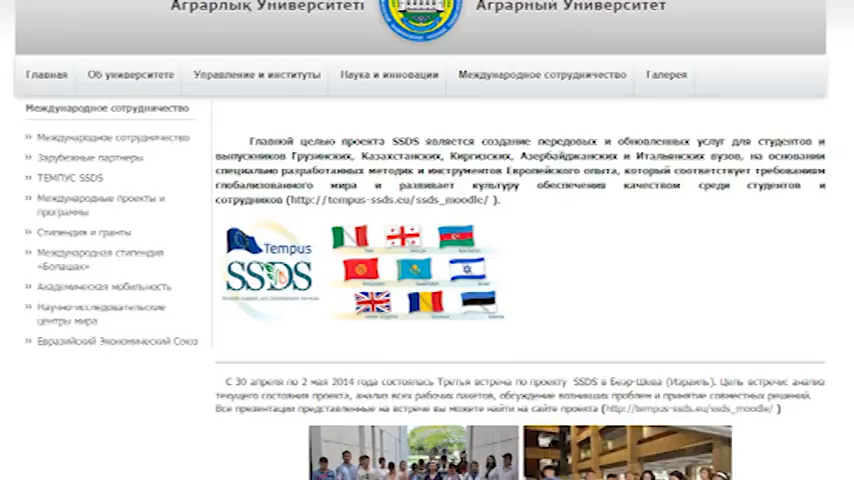 Аграрлық Университеті
Аграрный Университет
Главная
Об университете
Управление и институты
Наука и инновации
Международное сотрудничество
Галерея
Международное сотрудничество
» Международное сотрудничество
» Зарубежные партнеры
» ТЕМПУС SSDS
» Международные проекты и
программы
» Стипендия и гранты
» Международная стипендия
«Болашак»
» Академическая мобильность
» Научно-исследовательские
центры мира
» Евразийский Экономический Союз
Главной целью проекта SSDS является создание передовых и обновленных услуг для студентов и
выпускников Грузинских, Казахстанских, Киргизских, Азербайджанских и Итальянских вузов, на основании
специально разработанных методик и инструментов Европейского опыта, который соответствует требованиям
глобализованного мира и развивает культуру обеспечения качеством среди студентов и
сотрудников (http://tempus-ssds.eu/ssds_moodle/ ).
Tempus
SSDS
С 30 апреля по 2 мая 2014 года состоялась Третья встреча по проекту SSDS в Беэр-Шева (Израиль). Цель встречи: анализ
текущего состояния проекта, анализ всех рабочих пакетов, обсуждение возникших проблем и принятие совместных решений.
Все презентации представленные на встрече вы можете найти на сайте проекта (http://tempus-ssds.eu/ssds_moodle/ )